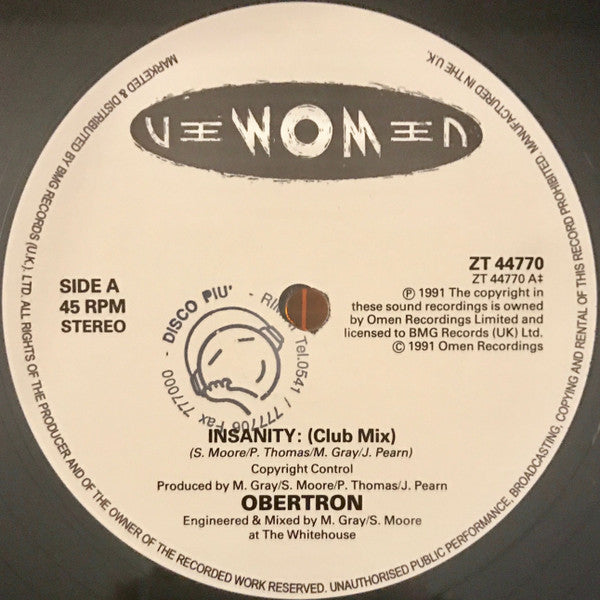 NEWOMEN
MARKETED & DISTRIBUTED BY BMG RECORDS (U.K.) LTD. ALL RIGHTS OF THE PRODUCER AND OF THE OWNER OF THE RECORDED WORK RESERVED. UNAUTHORISED PUBLIC PERFORMANCE, BROADCASTING, COPYING AND RENTAL OF THIS RECORD PROHIBITED. MANUFACTURED IN THE U.K.
SIDE A
45 RPM
STEREO
ZT 44770
ZT 44770 A‡
℗ 1991 The copyright in
these sound recordings is owned
by Omen Recordings Limited and
licensed to BMG Records (UK) Ltd.
© 1991 Omen Recordings
DISCO PIU' - Tel.0541 / 777706 Fax 777000 -
INSANITY: (Club Mix)
(S. Moore/P. Thomas/M. Gray/J. Pearn)
Copyright Control
Produced by M. Gray/S. Moore/P. Thomas/J. Pearn
OBERTRON
Engineered & Mixed by M. Gray/S. Moore
at The Whitehouse